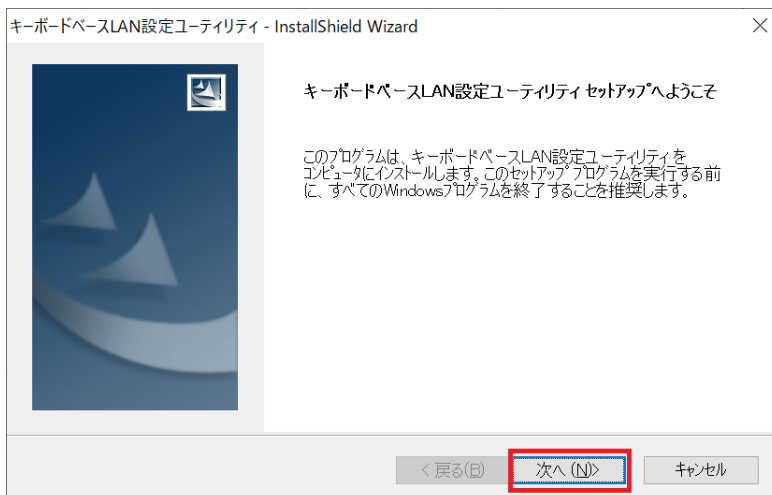 キーボードベースLAN設定ユーティリティ - InstallShield Wizard
キーボードベースLAN設定ユーティリティ セットアップへようこそ
このプログラムは、キーボードベースLAN設定ユーティリティを
コンピュータにインストールします。このセットアップ プログラムを実行する前
に、すべてのWindowsプログラムを終了することを推奨します。
< 戻る(B)
次へ (N)>
キャンセル